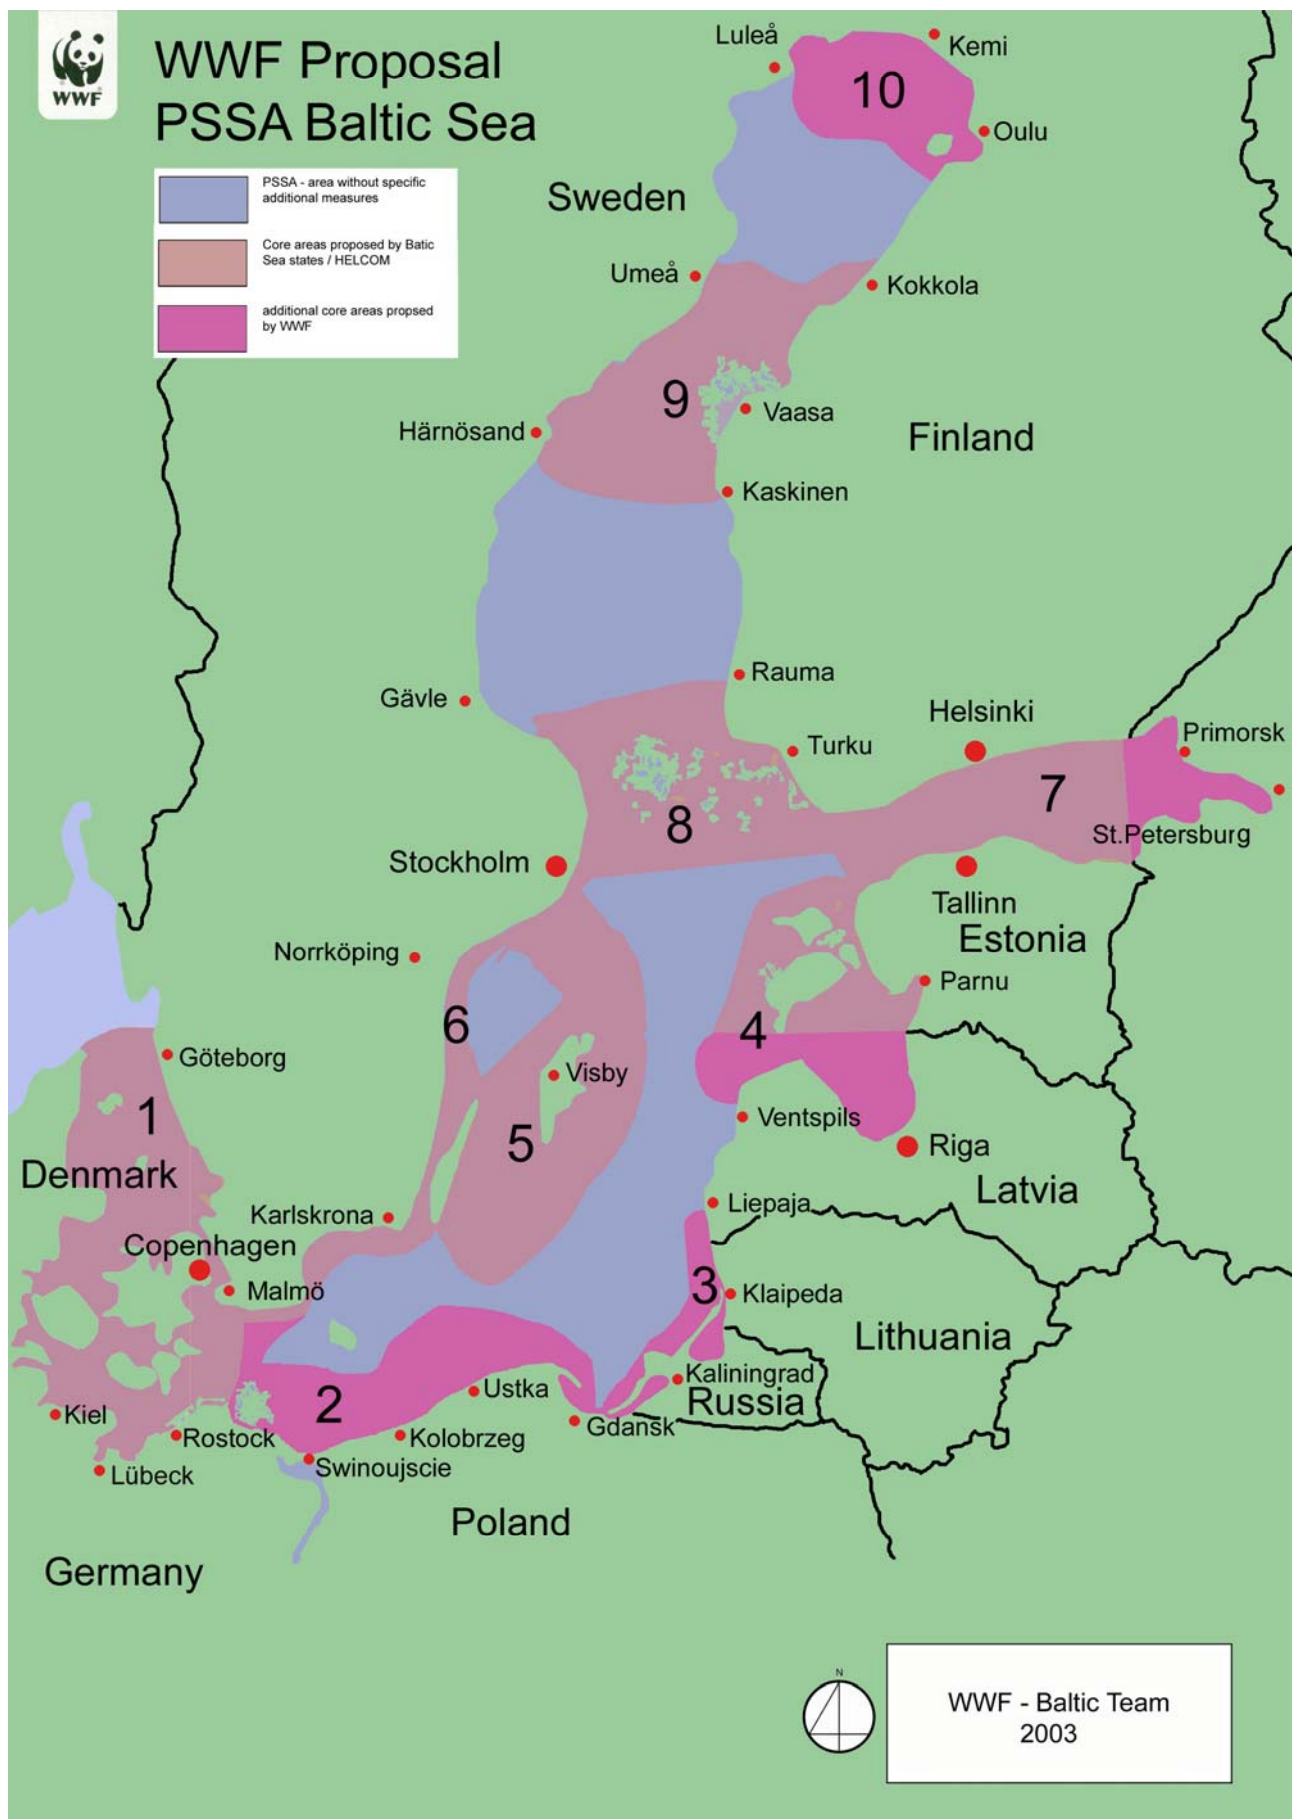 WWF
WWF Proposal
PSSA Baltic Sea
PSSA - area without specific
additional measures
Core areas proposed by Batic
Sea states / HELCOM
additional core areas propsed
by WWF
Luleå
Kemi
10
Oulu
Sweden
Umeå
Kokkola
9
Vaasa
Härnösand
Finland
Kaskinen
Rauma
Gävle
Helsinki
Turku
Primorsk
7
8
St.Petersburg
Stockholm
Tallinn
Estonia
Norrköping
Parnu
6
4
Göteborg
Visby
1
Ventspils
5
Riga
Denmark
Latvia
Karlskrona
Liepaja
Copenhagen
Malmö
3
Klaipeda
Lithuania
Kaliningrad
Ustka
Russia
2
Kiel
Gdansk
Rostock
Kolobrzeg
Swinoujscie
Lübeck
Poland
Germany
N
WWF - Baltic Team
2003